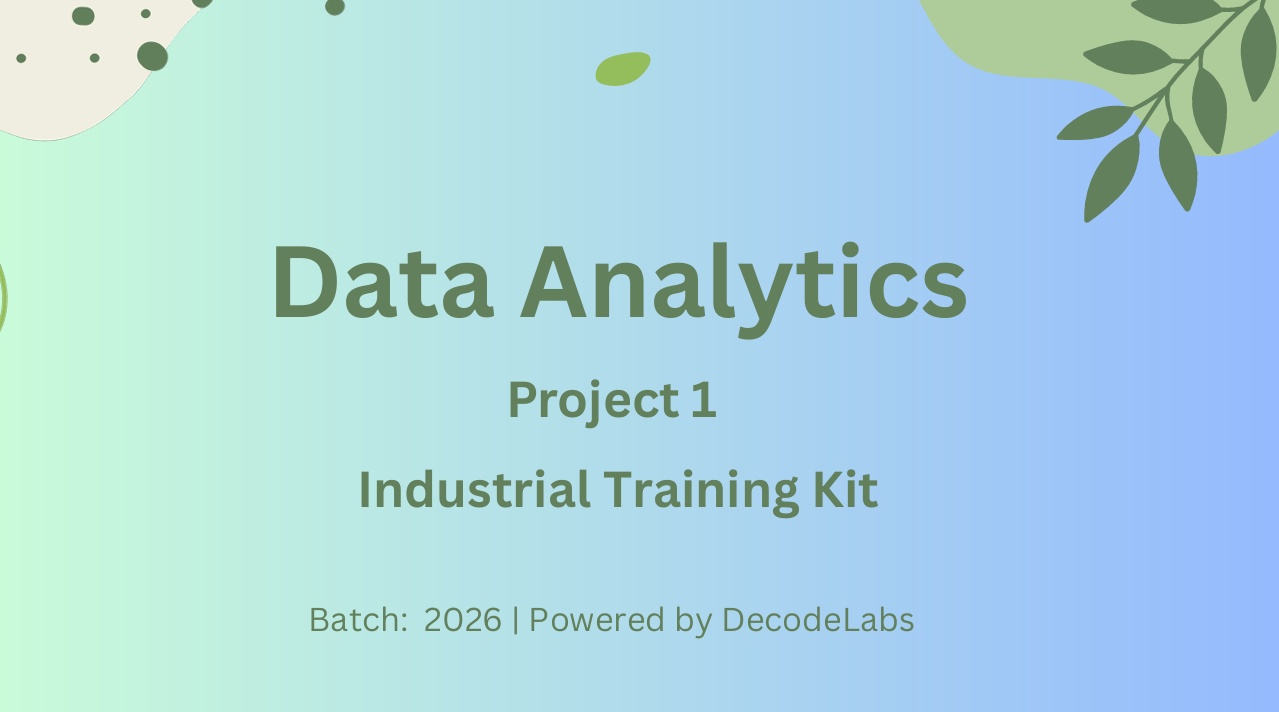 Data Analytics
Project 1
Industrial Training Kit
Batch: 2026 | Powered by DecodeLabs